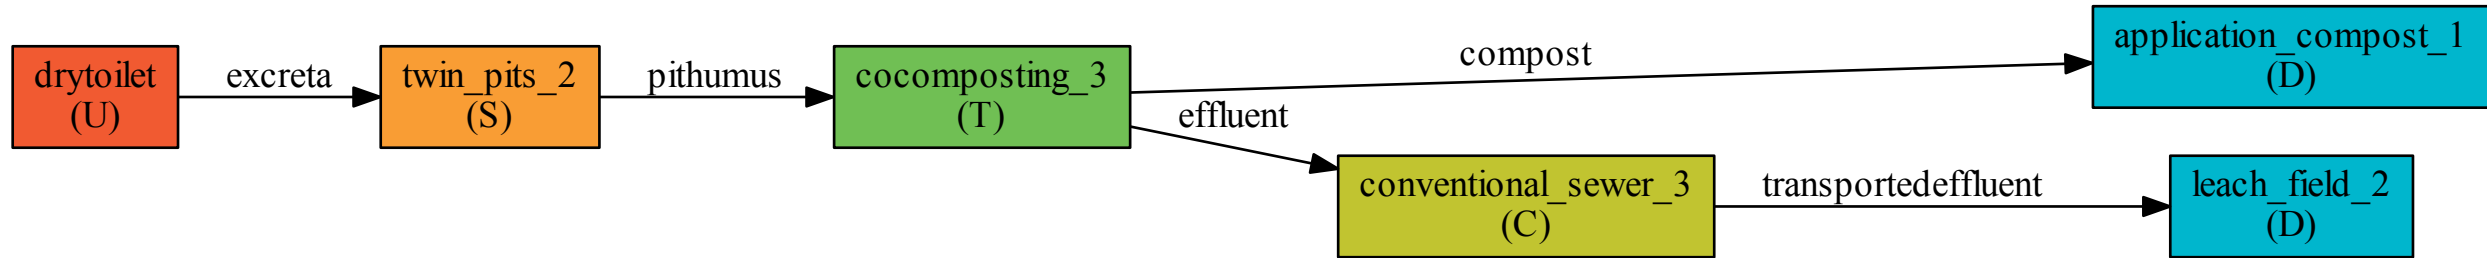 drytoilet
(U)
excreta
twin_pits_2
(S)
pithumus
cocomposting_3
(T)
compost
application_compost_1
(D)
effluent
conventional_sewer_3
(C)
transportedeffluent
leach_field_2
(D)